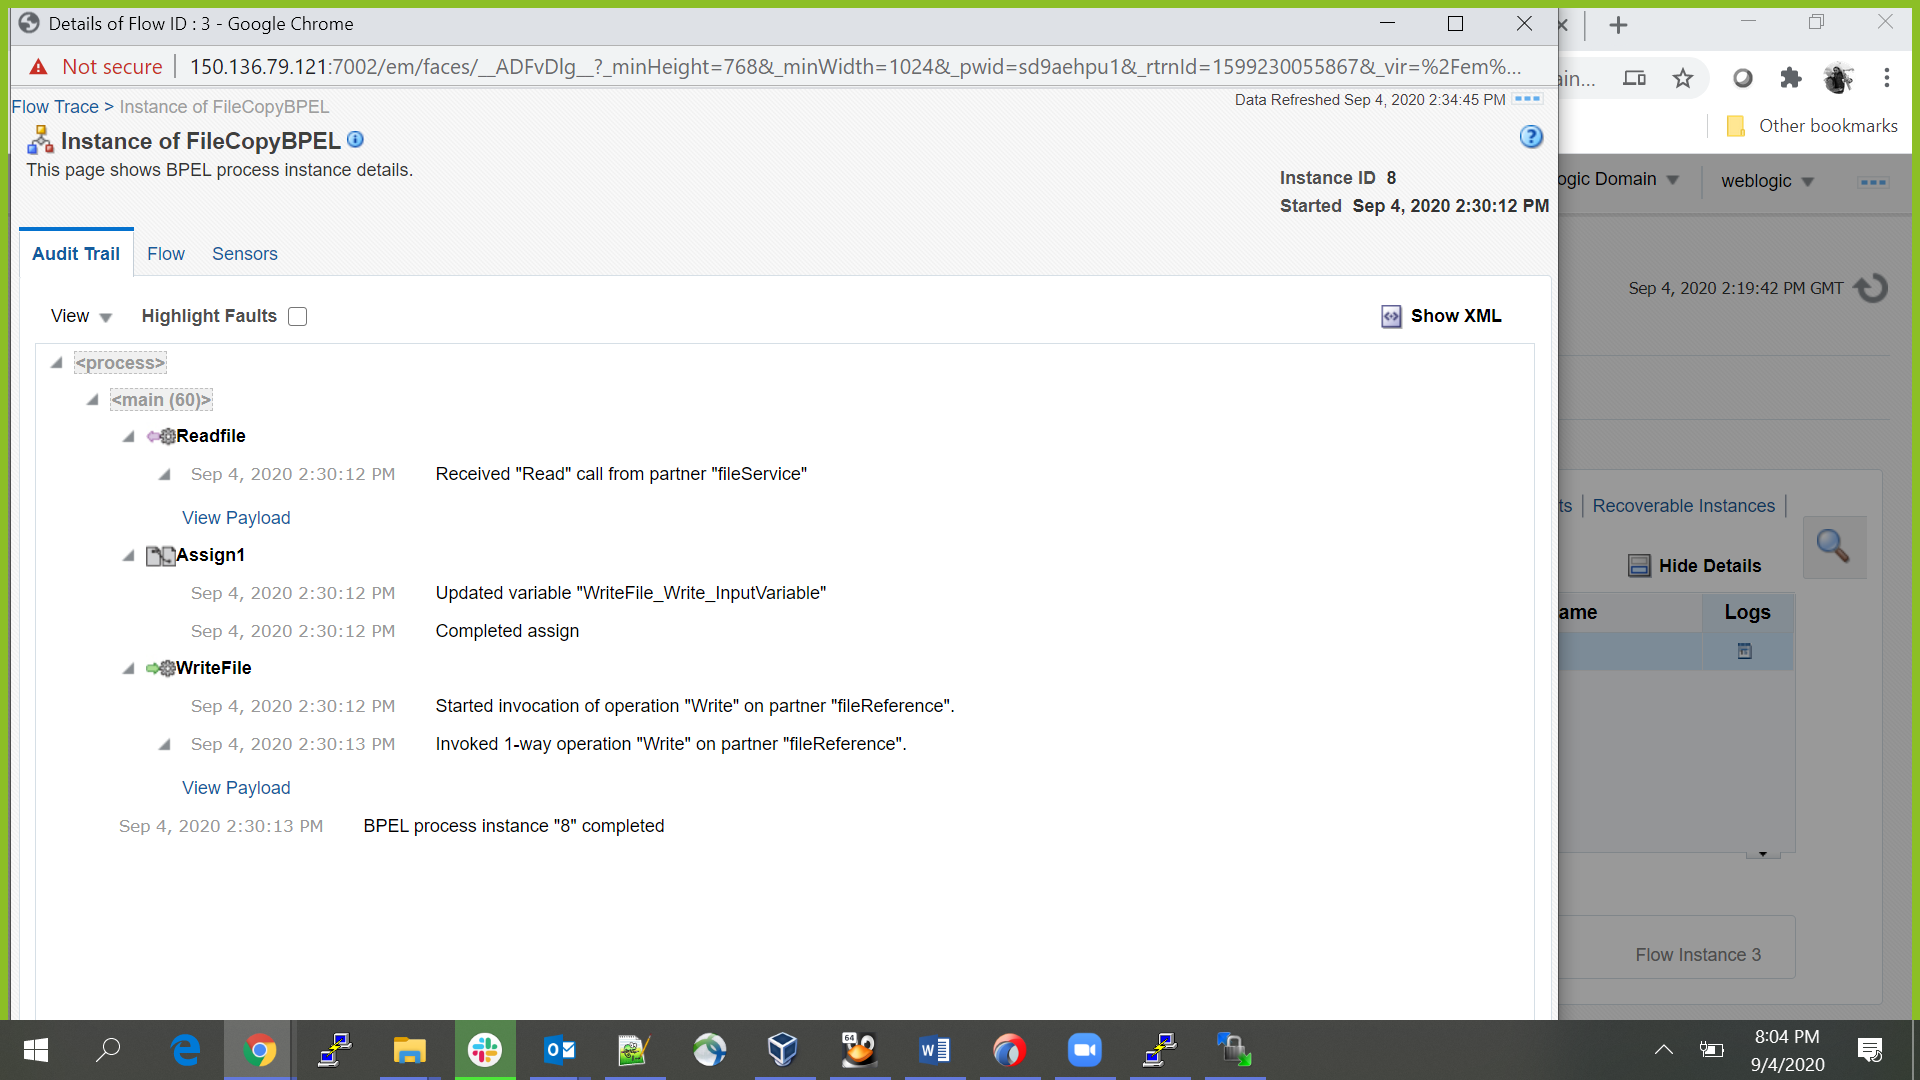 Details of Flow ID : 3 - Google Chrome
Not secure 150.136.79.121:7002/em/faces/__ADFvDlg__?_minHeight=768&_minWidth=1024&_pwid=sd9aehpu1&_rtrnId=1599230055867&_vir=%2Fem%...
ain...
Other bookmarks
Flow Trace > Instance of FileCopyBPEL
Data Refreshed Sep 4, 2020 2:34:45 PM
Instance of FileCopyBPEL
This page shows BPEL process instance details.
Instance ID 8
Started Sep 4, 2020 2:30:12 PM
ogic Domain
weblogic
Audit Trail Flow Sensors
Sep 4, 2020 2:19:42 PM GMT
View Highlight Faults
Show XML
<process>
<main (60)>
Readfile
Sep 4, 2020 2:30:12 PM Received "Read" call from partner "fileService"
View Payload
ts Recoverable Instances
Assign1
Hide Details
Sep 4, 2020 2:30:12 PM Updated variable "WriteFile_Write_InputVariable"
ame Logs
Sep 4, 2020 2:30:12 PM Completed assign
WriteFile
Sep 4, 2020 2:30:12 PM Started invocation of operation "Write" on partner "fileReference".
Sep 4, 2020 2:30:13 PM Invoked 1-way operation "Write" on partner "fileReference".
View Payload
Sep 4, 2020 2:30:13 PM BPEL process instance "8" completed
Flow Instance 3
64
8:04 PM
9/4/2020